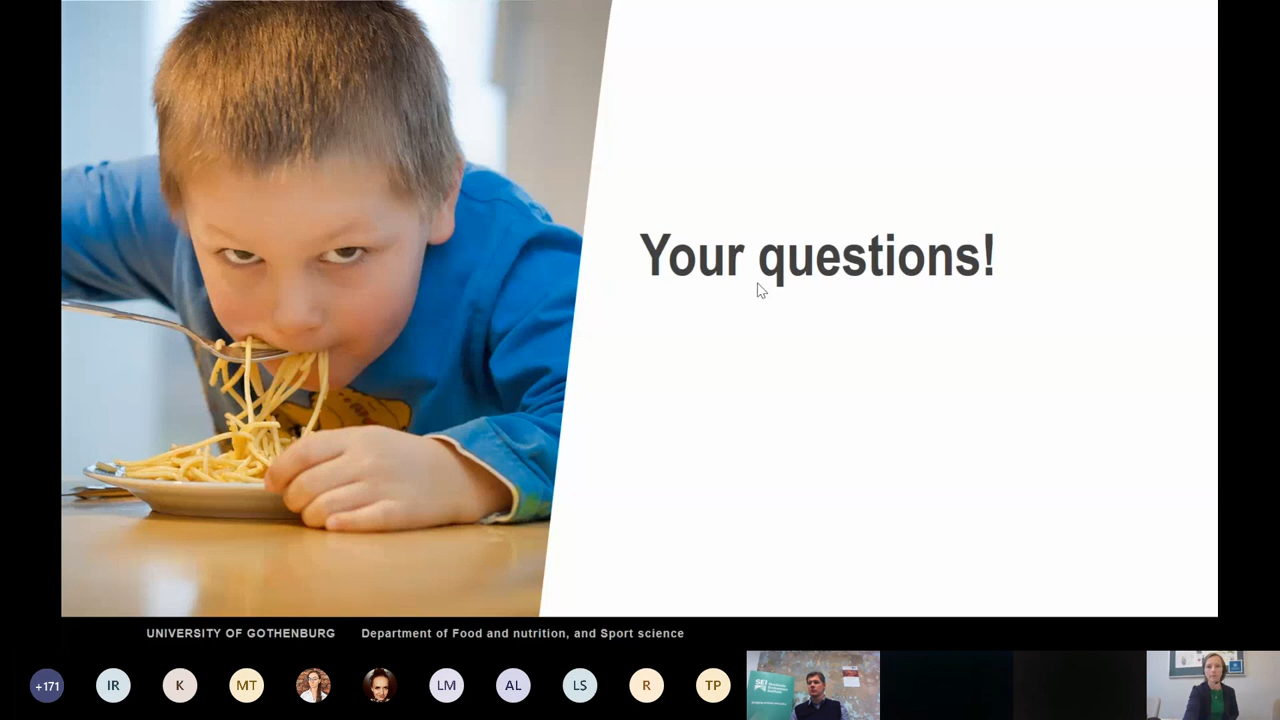 Your questions!
UNIVERSITY OF GOTHENBURG Department of Food and nutrition, and Sport science
+171 IR K MT LM AL LS R TP
SEI